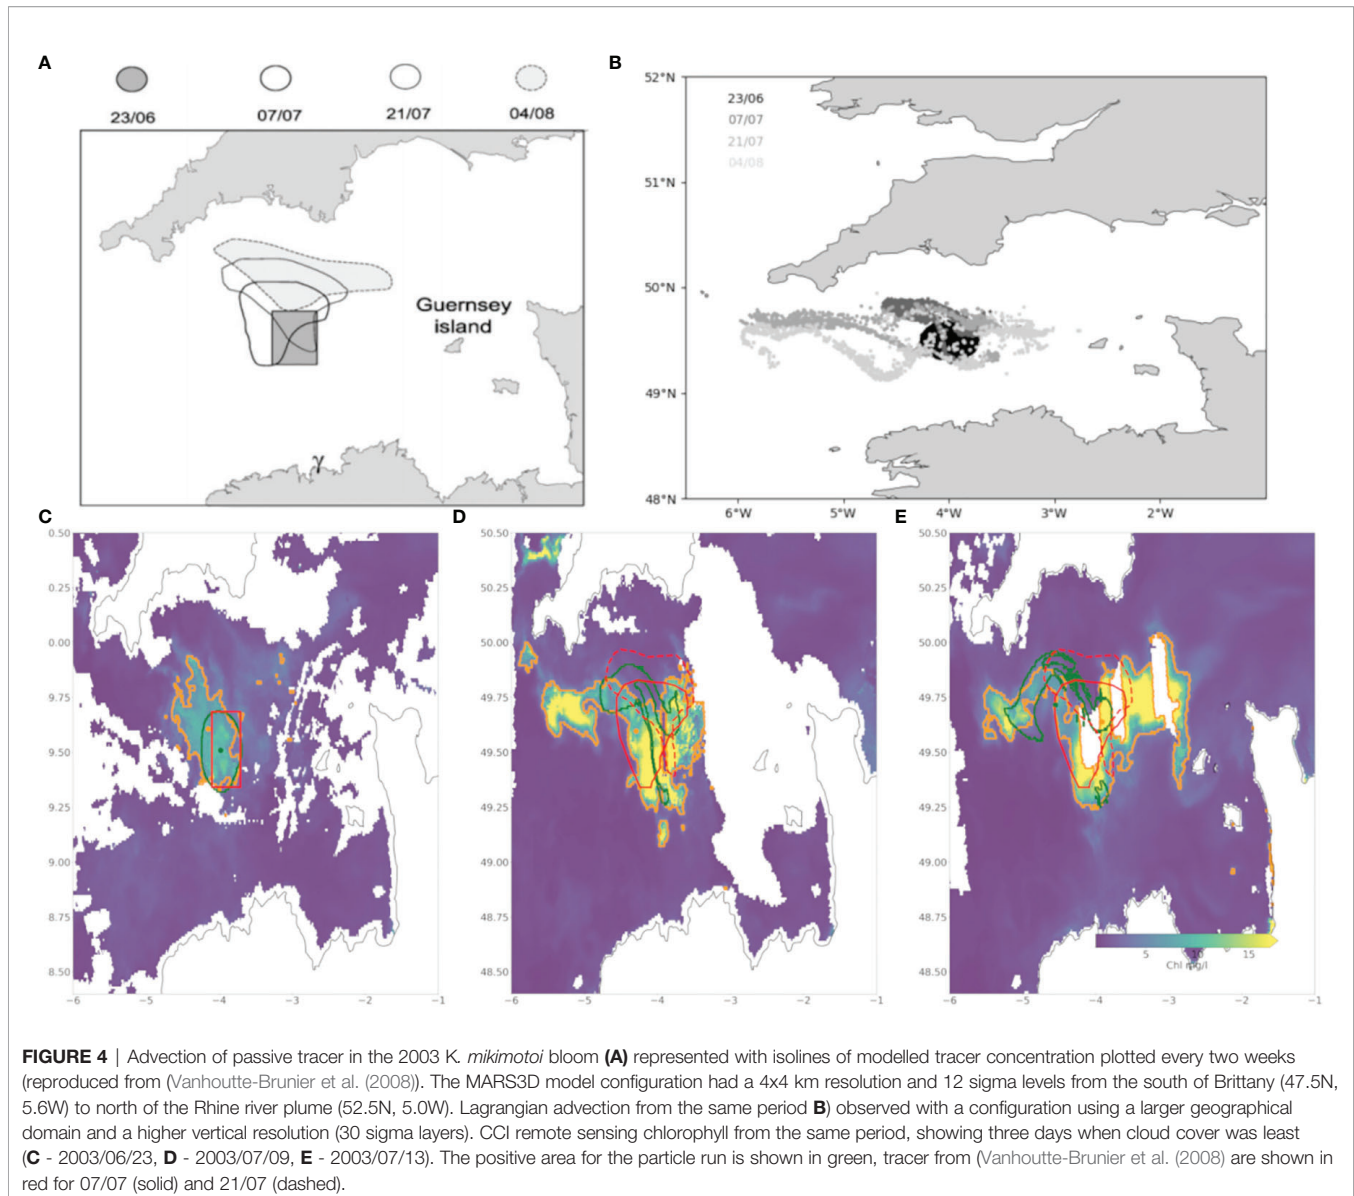 A
23/06 07/07 21/07 04/08
Guernsey
island
γ
B
52°N
51°N
50°N
49°N
48°N
23/06
07/07
21/07
04/08
6°W 5°W 4°W 3°W 2°W
C
0.50
0.25
0.00
9.75
9.50
9.25
9.00
8.75
8.50
−6 −5 −4 −3 −2 −1
D
50.50
50.25
50.00
49.75
49.50
49.25
49.00
48.75
48.50
−6 −5 −4 −3 −2 −1
E
50.50
50.25
50.00
49.75
49.50
49.25
49.00
48.75
48.50
−6 −5 −4 −3 −2 −1
5 10 15
Chl mg/l
FIGURE 4 | Advection of passive tracer in the 2003 K. mikimotoi bloom (A) represented with isolines of modelled tracer concentration plotted every two weeks
(reproduced from (Vanhoutte-Brunier et al. (2008)). The MARS3D model configuration had a 4x4 km resolution and 12 sigma levels from the south of Brittany (47.5N,
5.6W) to north of the Rhine river plume (52.5N, 5.0W). Lagrangian advection from the same period B) observed with a configuration using a larger geographical
domain and a higher vertical resolution (30 sigma layers). CCI remote sensing chlorophyll from the same period, showing three days when cloud cover was least
(C - 2003/06/23, D - 2003/07/09, E - 2003/07/13). The positive area for the particle run is shown in green, tracer from (Vanhoutte-Brunier et al. (2008) are shown in
red for 07/07 (solid) and 21/07 (dashed).